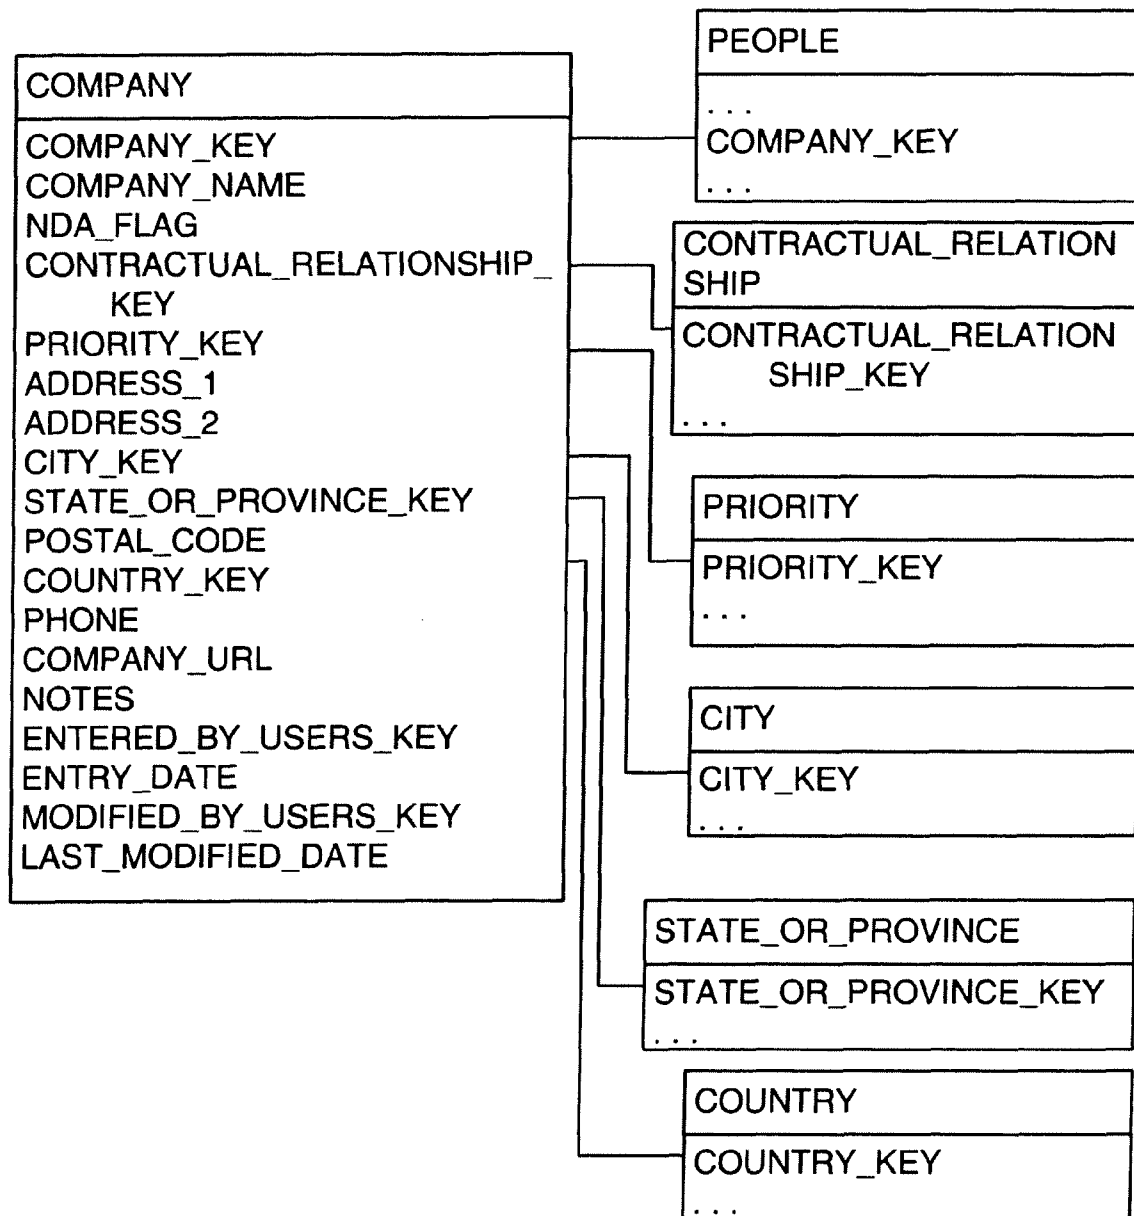 COMPANY
COMPANY_KEY
COMPANY_NAME
NDA_FLAG
CONTRACTUAL_RELATIONSHIP_
KEY
PRIORITY_KEY
ADDRESS_1
ADDRESS_2
CITY_KEY
STATE_OR_PROVINCE_KEY
POSTAL_CODE
COUNTRY_KEY
PHONE
COMPANY_URL
NOTES
ENTERED_BY_USERS_KEY
ENTRY_DATE
MODIFIED_BY_USERS_KEY
LAST_MODIFIED_DATE
PEOPLE
. . .
COMPANY_KEY
. . .
CONTRACTUAL_RELATION
SHIP
CONTRACTUAL_RELATION
SHIP_KEY
. . .
PRIORITY
PRIORITY_KEY
. . .
CITY
CITY_KEY
. . .
STATE_OR_PROVINCE
STATE_OR_PROVINCE_KEY
. . .
COUNTRY
COUNTRY_KEY
. . .